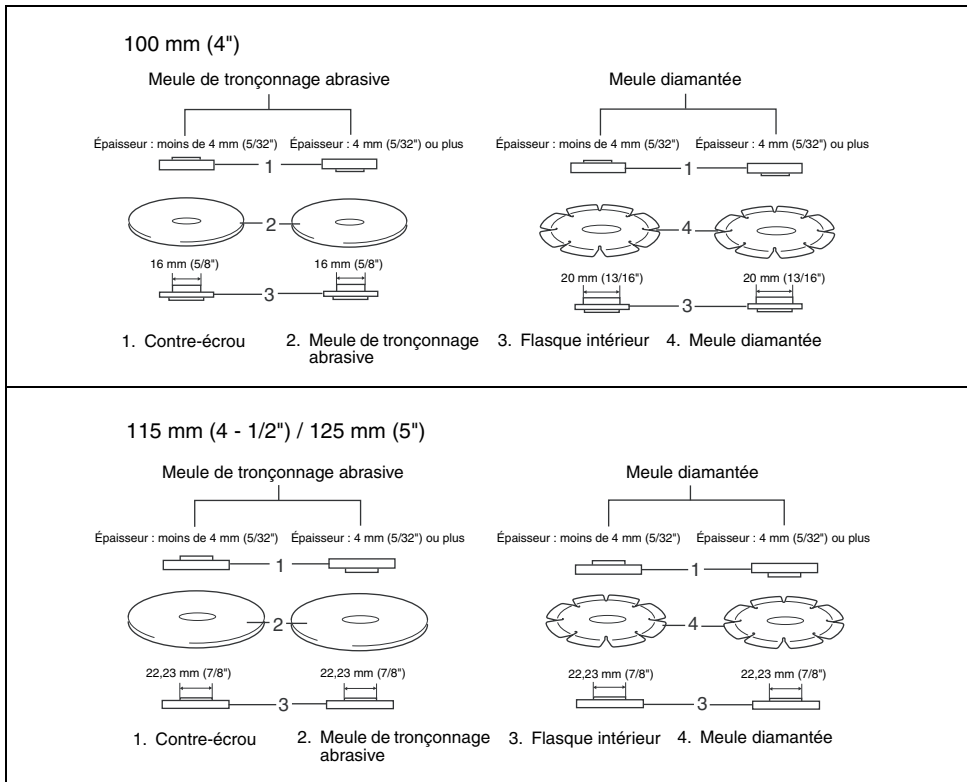 100 mm (4")
Meule de tronçonnage abrasive
Meule diamantée
Épaisseur : moins de 4 mm (5/32") Épaisseur : 4 mm (5/32") ou plus
Épaisseur : moins de 4 mm (5/32") Épaisseur : 4 mm (5/32") ou plus
1
1
2
4
16 mm (5/8")
16 mm (5/8")
20 mm (13/16")
20 mm (13/16")
3
3
1. Contre-écrou
2. Meule de tronçonnage
abrasive
3. Flasque intérieur
4. Meule diamantée
115 mm (4 - 1/2") / 125 mm (5")
Meule de tronçonnage abrasive
Meule diamantée
Épaisseur : moins de 4 mm (5/32") Épaisseur : 4 mm (5/32") ou plus
Épaisseur : moins de 4 mm (5/32") Épaisseur : 4 mm (5/32") ou plus
1
1
2
4
22,23 mm (7/8")
22,23 mm (7/8")
22,23 mm (7/8")
22,23 mm (7/8")
3
3
1. Contre-écrou
2. Meule de tronçonnage
abrasive
3. Flasque intérieur
4. Meule diamantée